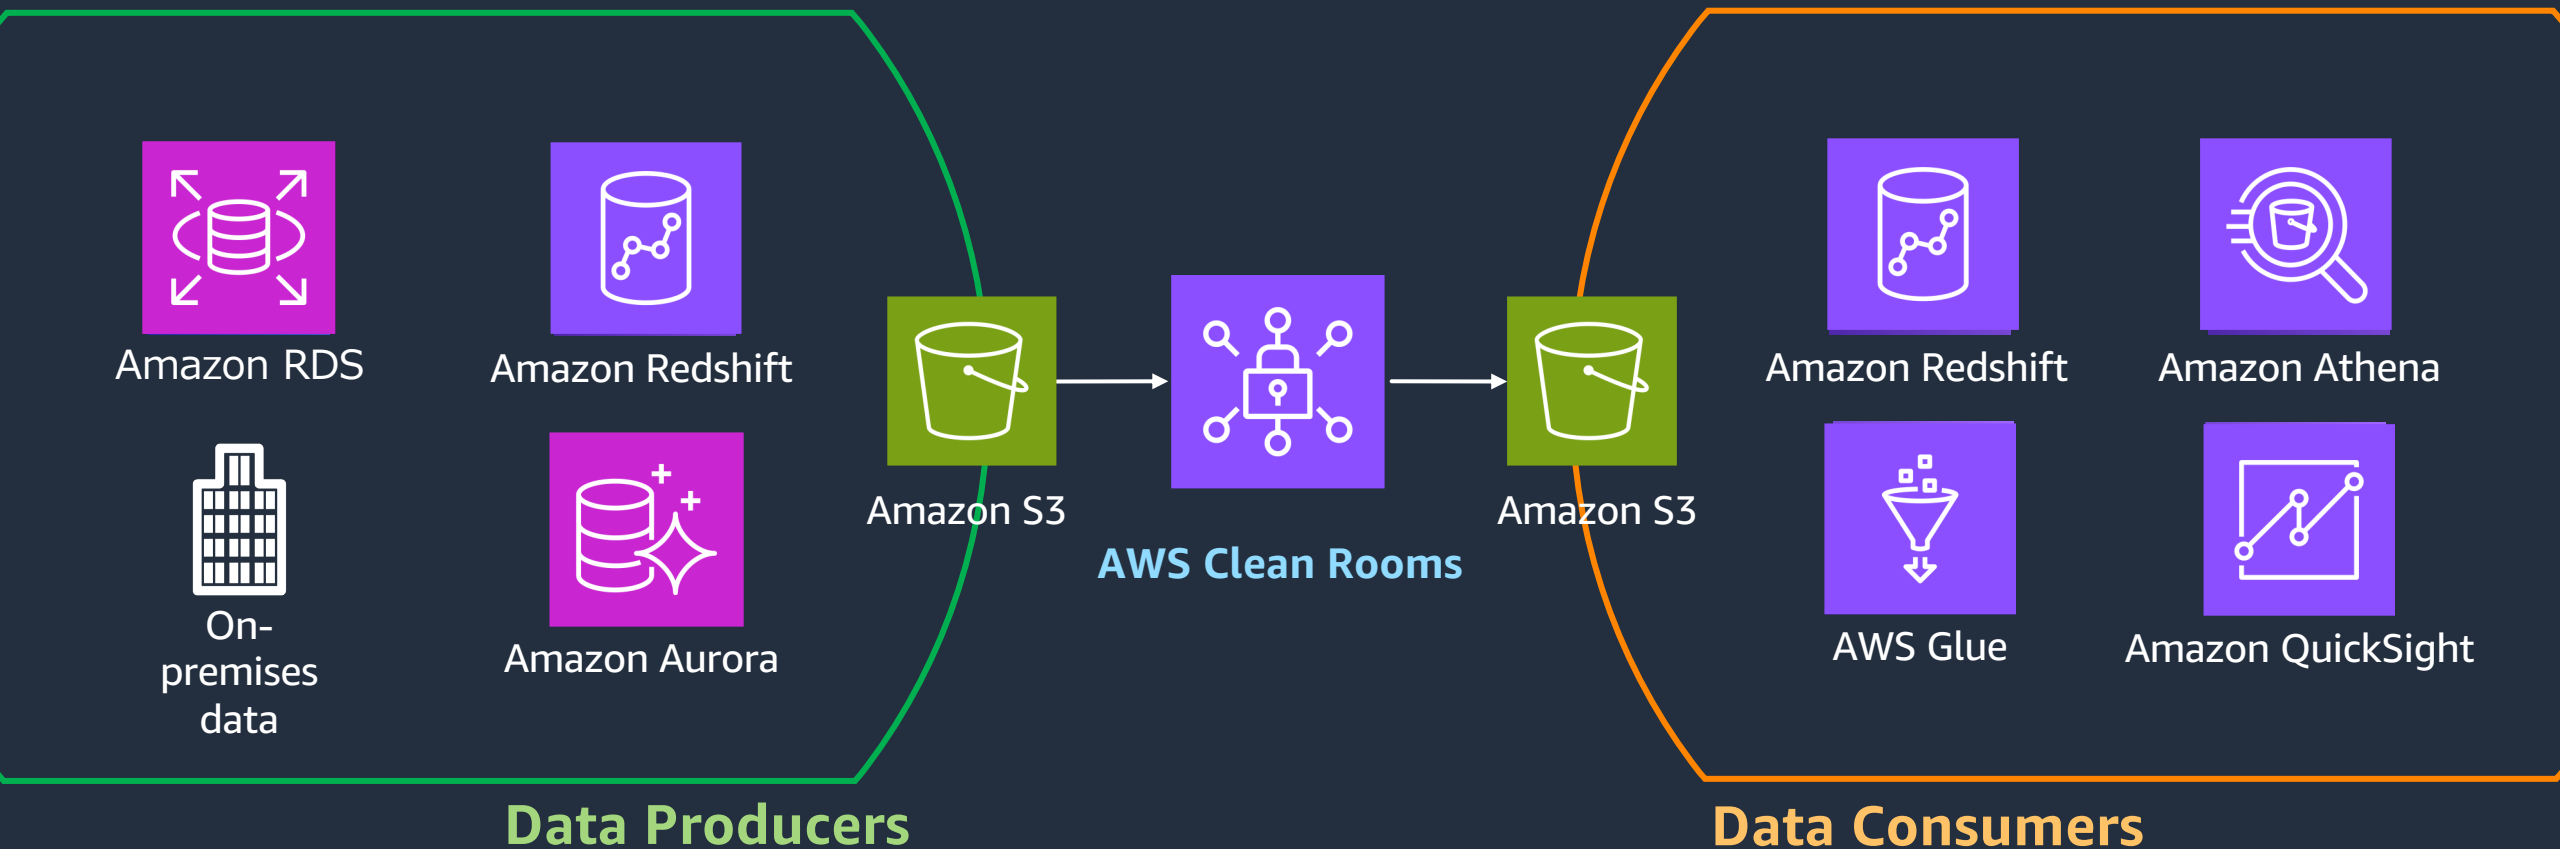 Amazon RDS
Amazon Redshift
On-
premises
data
Amazon Aurora
Amazon S3
AWS Clean Rooms
Amazon S3
Amazon Redshift
Amazon Athena
AWS Glue
Amazon QuickSight
Data Producers
Data Consumers